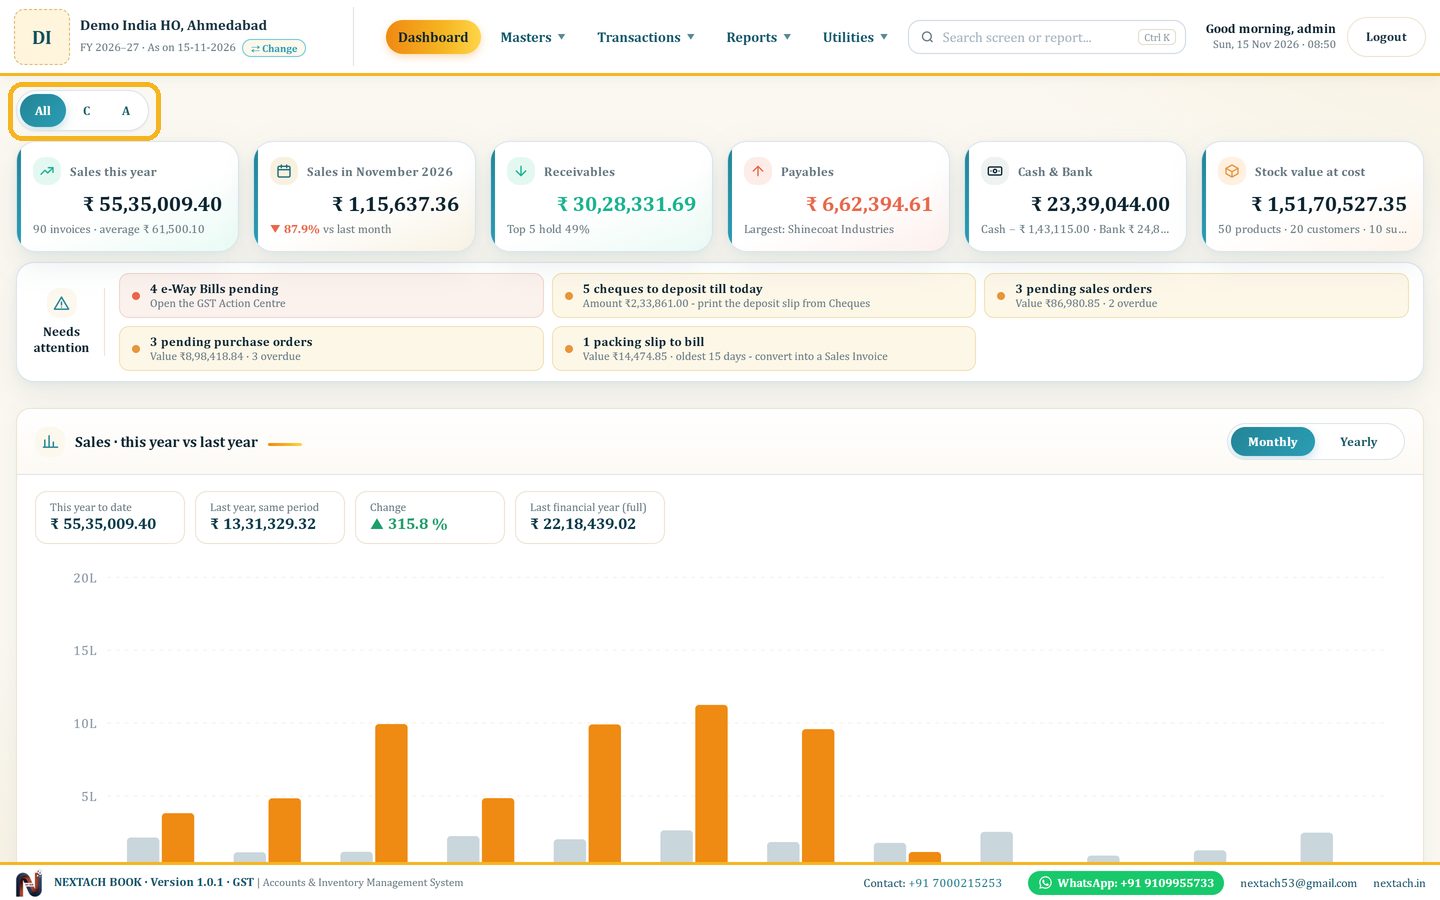 DI
Demo India HO, Ahmedabad
FY 2026–27 · As on 15-11-2026
⇄ Change
Dashboard
Masters ▼
Transactions ▼
Reports ▼
Utilities ▼
Search screen or report...
Ctrl K
Good morning, admin
Sun, 15 Nov 2026 · 08:50
Logout
All
C
A
Sales this year
₹ 55,35,009.40
90 invoices · average ₹ 61,500.10
Sales in November 2026
₹ 1,15,637.36
▼ 87.9% vs last month
Receivables
₹ 30,28,331.69
Top 5 hold 49%
Payables
₹ 6,62,394.61
Largest: Shinecoat Industries
Cash & Bank
₹ 23,39,044.00
Cash – ₹ 1,43,115.00 · Bank ₹ 24,8...
Stock value at cost
₹ 1,51,70,527.35
50 products · 20 customers · 10 su...
Needs
attention
4 e-Way Bills pending
Open the GST Action Centre
5 cheques to deposit till today
Amount ₹2,33,861.00 - print the deposit slip from Cheques
3 pending sales orders
Value ₹86,980.85 · 2 overdue
3 pending purchase orders
Value ₹8,98,418.84 · 3 overdue
1 packing slip to bill
Value ₹14,474.85 · oldest 15 days - convert into a Sales Invoice
Sales · this year vs last year
Monthly
Yearly
This year to date
₹ 55,35,009.40
Last year, same period
₹ 13,31,329.32
Change
▲ 315.8 %
Last financial year (full)
₹ 22,18,439.02
20L
15L
10L
5L
NEXTACH BOOK · Version 1.0.1 · GST | Accounts & Inventory Management System
Contact: +91 7000215253
WhatsApp: +91 9109955733
nextach53@gmail.com
nextach.in